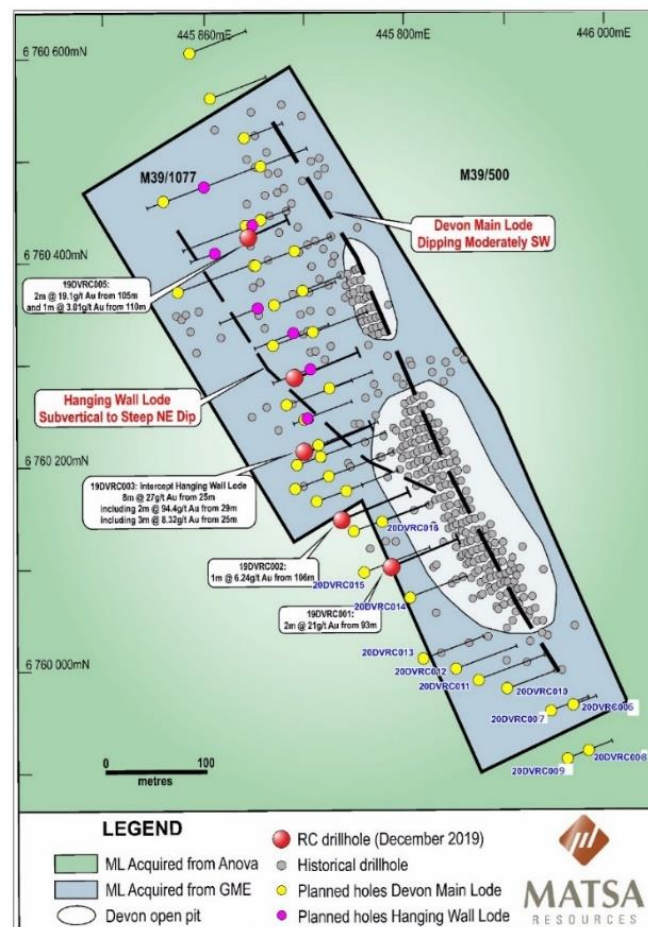 445 860mE
445 800mE
446 000mE
6 760 600mN
M39/1077
M39/500
Devon Main Lode
Dipping Moderately SW
6 760 400mN
19DVRC005:
2m @ 19.1g/t Au from 105m
and 1m @ 3.01g/t Au from 110m
Hanging Wall Lode
Subvertical to Steep NE Dip
6 760 200mN
19DVRC003: Intercept Hanging Wall Lode
8m @ 27g/t Au from 25m
including 2m @ 94.4g/t Au from 29m
including 3m @ 8.32g/t Au from 25m
20DVRC016
19DVRC002:
1m @ 6.24g/t Au from 106m
20DVRC015
20DVRC014
19DVRC001:
2m @ 21g/t Au from 93m
20DVRC013
20DVRC012
6 760 000mN
20DVRC011
20DVRC010
20DVRC006
20DVRC007
20DVRC008
20DVRC009
100
metres
LEGEND
ML Acquired from Anova
ML Acquired from GME
Devon open pit
RC drillhole (December 2019)
Historical drillhole
Planned holes Devon Main Lode
Planned holes Hanging Wall Lode
MATSA
RESOURCES